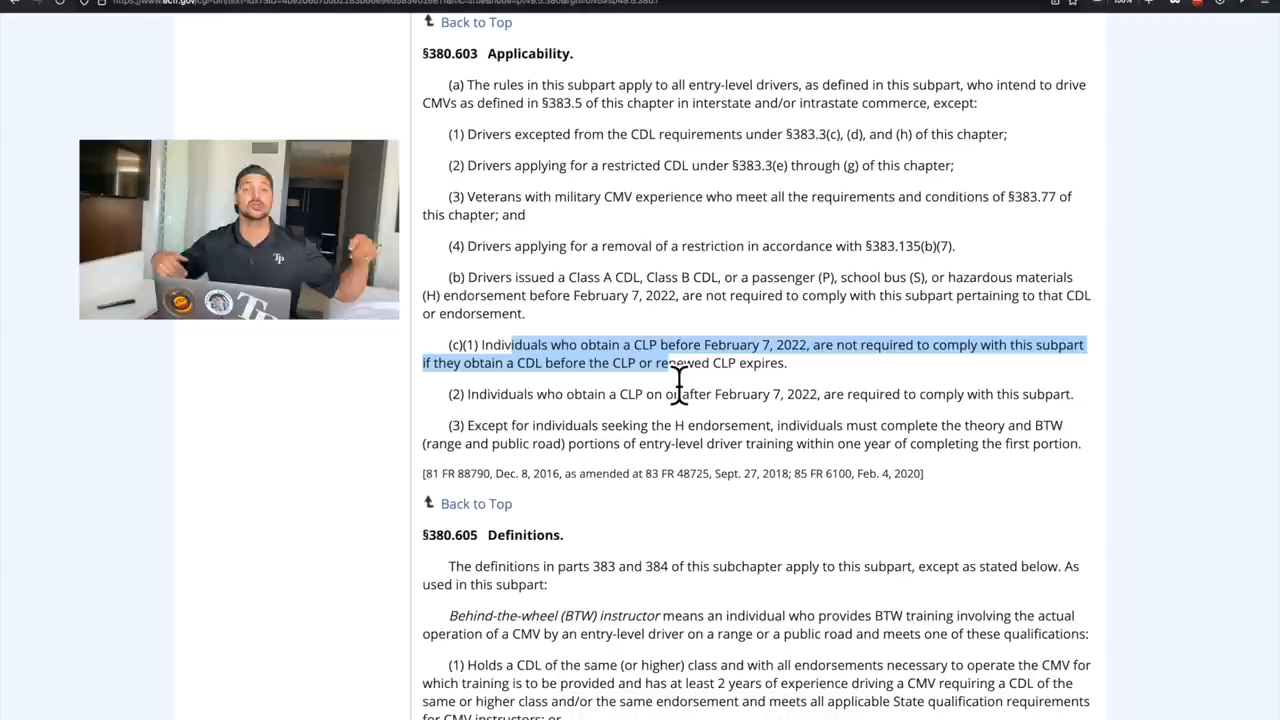 Back to Top
§380.603 Applicability.
(a) The rules in this subpart apply to all entry-level drivers, as defined in this subpart, who intend to drive
CMVs as defined in §383.5 of this chapter in interstate and/or intrastate commerce, except:
(1) Drivers excepted from the CDL requirements under §383.3(c), (d), and (h) of this chapter;
(2) Drivers applying for a restricted CDL under §383.3(e) through (g) of this chapter;
(3) Veterans with military CMV experience who meet all the requirements and conditions of §383.77 of
this chapter; and
(4) Drivers applying for a removal of a restriction in accordance with §383.135(b)(7).
(b) Drivers issued a Class A CDL, Class B CDL, or a passenger (P), school bus (S), or hazardous materials
(H) endorsement before February 7, 2022, are not required to comply with this subpart pertaining to that CDL
or endorsement.
(c)(1) Individuals who obtain a CLP before February 7, 2022, are not required to comply with this subpart
if they obtain a CDL before the CLP or renewed CLP expires.
(2) Individuals who obtain a CLP on or after February 7, 2022, are required to comply with this subpart.
(3) Except for individuals seeking the H endorsement, individuals must complete the theory and BTW
(range and public road) portions of entry-level driver training within one year of completing the first portion.
[81 FR 88790, Dec. 8, 2016, as amended at 83 FR 48725, Sept. 27, 2018; 85 FR 6100, Feb. 4, 2020]
Back to Top
§380.605 Definitions.
The definitions in parts 383 and 384 of this subchapter apply to this subpart, except as stated below. As
used in this subpart:
Behind-the-wheel (BTW) instructor means an individual who provides BTW training involving the actual
operation of a CMV by an entry-level driver on a range or a public road and meets one of these qualifications:
(1) Holds a CDL of the same (or higher) class and with all endorsements necessary to operate the CMV for
which training is to be provided and has at least 2 years of experience driving a CMV requiring a CDL of the
same or higher class and/or the same endorsement and meets all applicable State qualification requirements
for CMV instructors; or
TP